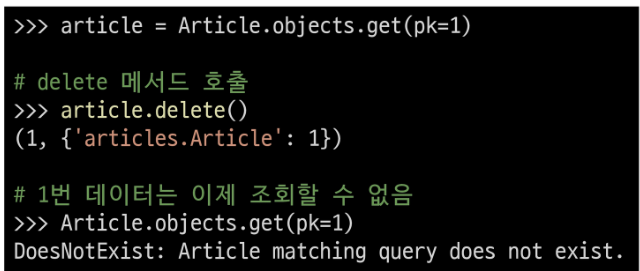 >>> article = Article.objects.get(pk=1)
# delete 메서드 호출
>>> article.delete()
(1, {'articles.Article': 1})
# 1번 데이터는 이제 조회할 수 없음
>>> Article.objects.get(pk=1)
DoesNotExist: Article matching query does not exist.